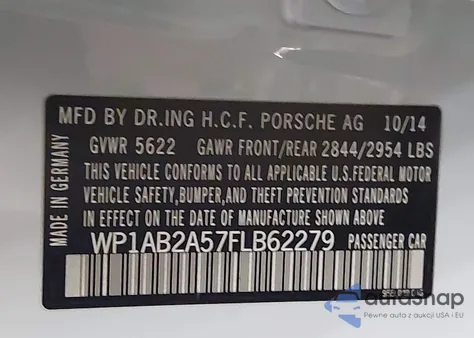 MFD BY DR.ING H.C.F. PORSCHE AG 10/14
GVWR 5622 GAWR FRONT/REAR 2844/2954 LBS
THIS VEHICLE CONFORMS TO ALL APPLICABLE U.S.FEDERAL MOTOR
VEHICLE SAFETY,BUMPER,AND THEFT PREVENTION STANDARDS
IN EFFECT ON THE DATE OF MANUFACTURE SHOWN ABOVE
WP1AB2A57FLB62279 PASSENGER CAR
MADE IN GERMANY
autosnap
Pewne auta z aukcji USA i EU